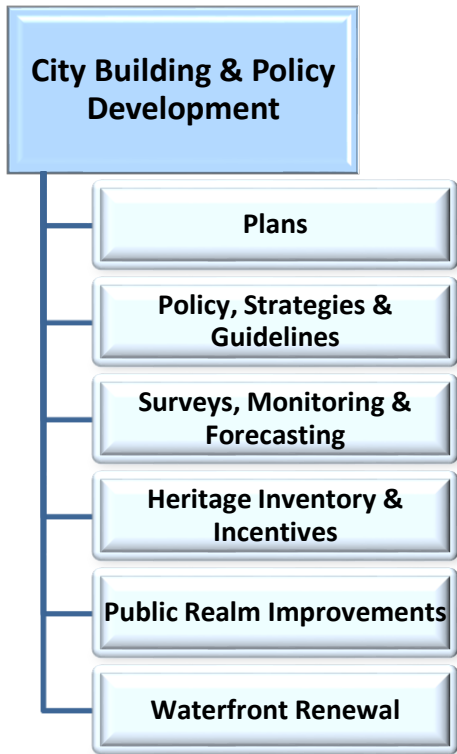 City Building & Policy
Development
Plans
Policy, Strategies &
Guidelines
Surveys, Monitoring &
Forecasting
Heritage Inventory &
Incentives
Public Realm Improvements
Waterfront Renewal